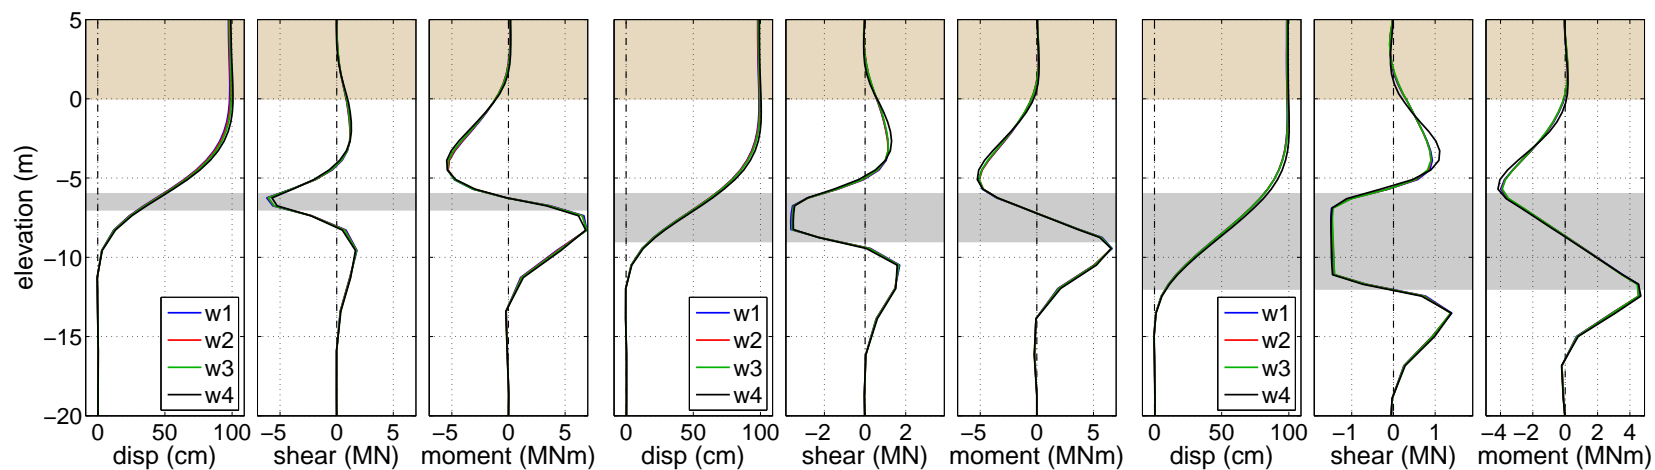 5
0
−5
−10
−15
−20
elevation (m)
w1
w2
w3
w4
0 50 100
disp (cm)
−5 0 5
shear (MN)
−5 0 5
moment (MNm)
w1
w2
w3
w4
0 50 100
disp (cm)
−2 0 2
shear (MN)
−5 0 5
moment (MNm)
w1
w2
w3
w4
0 50 100
disp (cm)
−1 0 1
shear (MN)
−4 −2 0 2 4
moment (MNm)